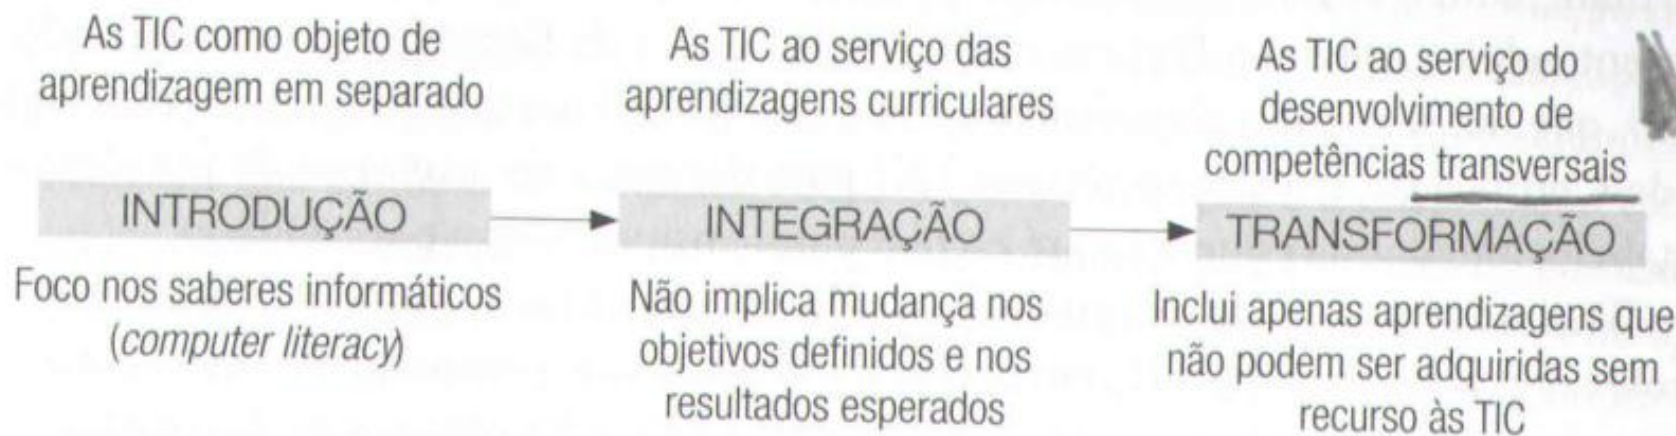 As TIC como objeto de
aprendizagem em separado
INTRODUÇÃO
Foco nos saberes informáticos
(computer literacy)
As TIC ao serviço das
aprendizagens curriculares
INTEGRAÇÃO
Não implica mudança nos
objetivos definidos e nos
resultados esperados
As TIC ao serviço do
desenvolvimento de
competências transversais
TRANSFORMAÇÃO
Inclui apenas aprendizagens que
não podem ser adquiridas sem
recurso às TIC